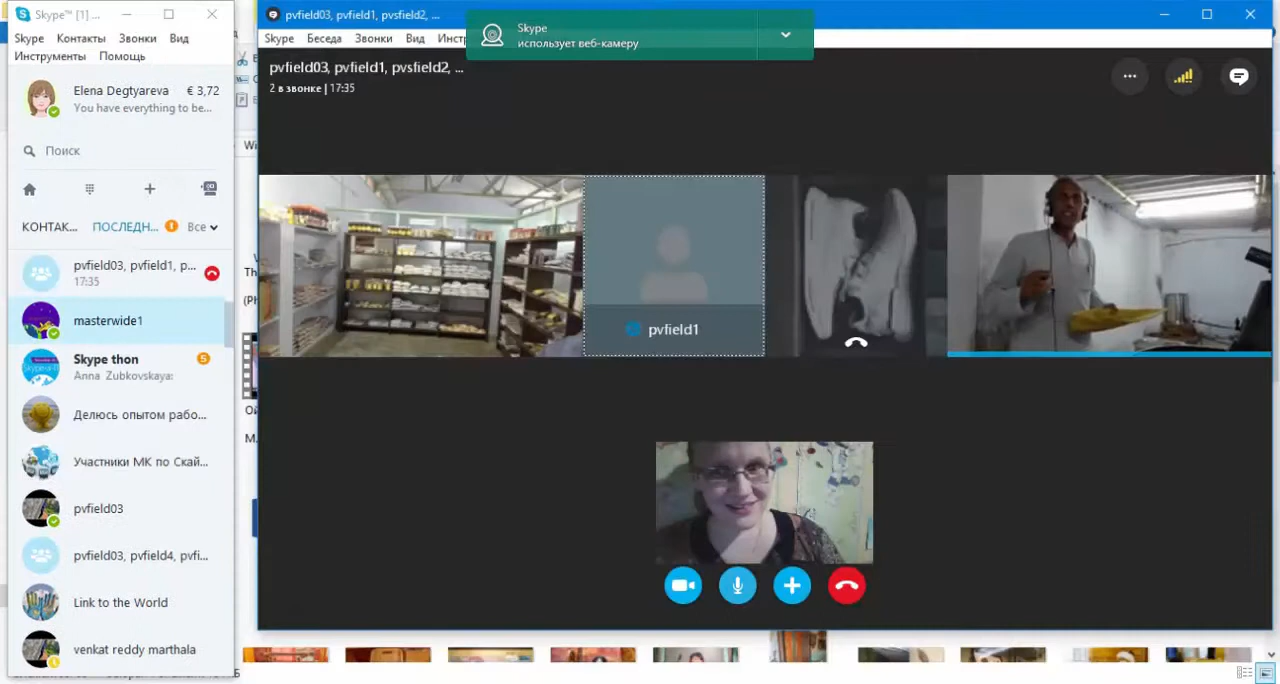 Skype™ [1] ...
Skype Контакты Звонки Вид
Инструменты Помощь
Elena Degtyareva € 3,72
You have everything to be...
Поиск
КОНТАК... ПОСЛЕДН... Все
pvfield03, pvfield1, p...
17:35
masterwide1
Skype thon 5
Anna Zubkovskaya:
Делюсь опытом рабо...
Участники МК по Скай...
pvfield03
pvfield03, pvfield4, pvfi...
Link to the World
venkat reddy marthala
pvfield03, pvfield1, pvsfield2, ...
Skype Беседа Звонки Вид Инстр
Skype
использует веб-камеру
pvfield03, pvfield1, pvsfield2, ...
2 в звонке | 17:35
pvfield1